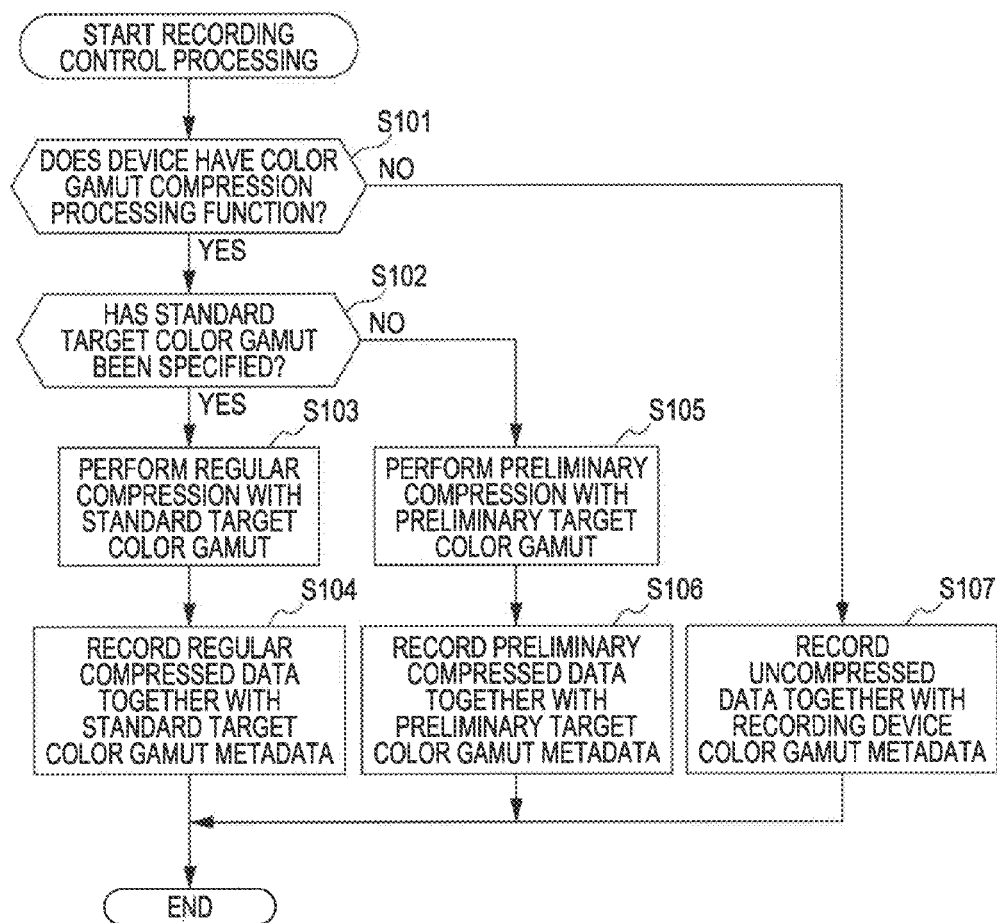 START RECORDING
CONTROL PROCESSING
S101
DOES DEVICE HAVE COLOR
GAMUT COMPRESSION
PROCESSING FUNCTION?
NO
YES
S102
HAS STANDARD
TARGET COLOR GAMUT
BEEN SPECIFIED?
NO
YES
S103
PERFORM REGULAR
COMPRESSION WITH
STANDARD TARGET
COLOR GAMUT
S105
PERFORM PRELIMINARY
COMPRESSION WITH
PRELIMINARY TARGET
COLOR GAMUT
S104
RECORD REGULAR
COMPRESSED DATA
TOGETHER WITH
STANDARD TARGET
COLOR GAMUT METADATA
S106
RECORD PRELIMINARY
COMPRESSED DATA
TOGETHER WITH
PRELIMINARY TARGET
COLOR GAMUT METADATA
S107
RECORD
UNCOMPRESSED
DATA TOGETHER WITH
RECORDING DEVICE
COLOR GAMUT METADATA
END